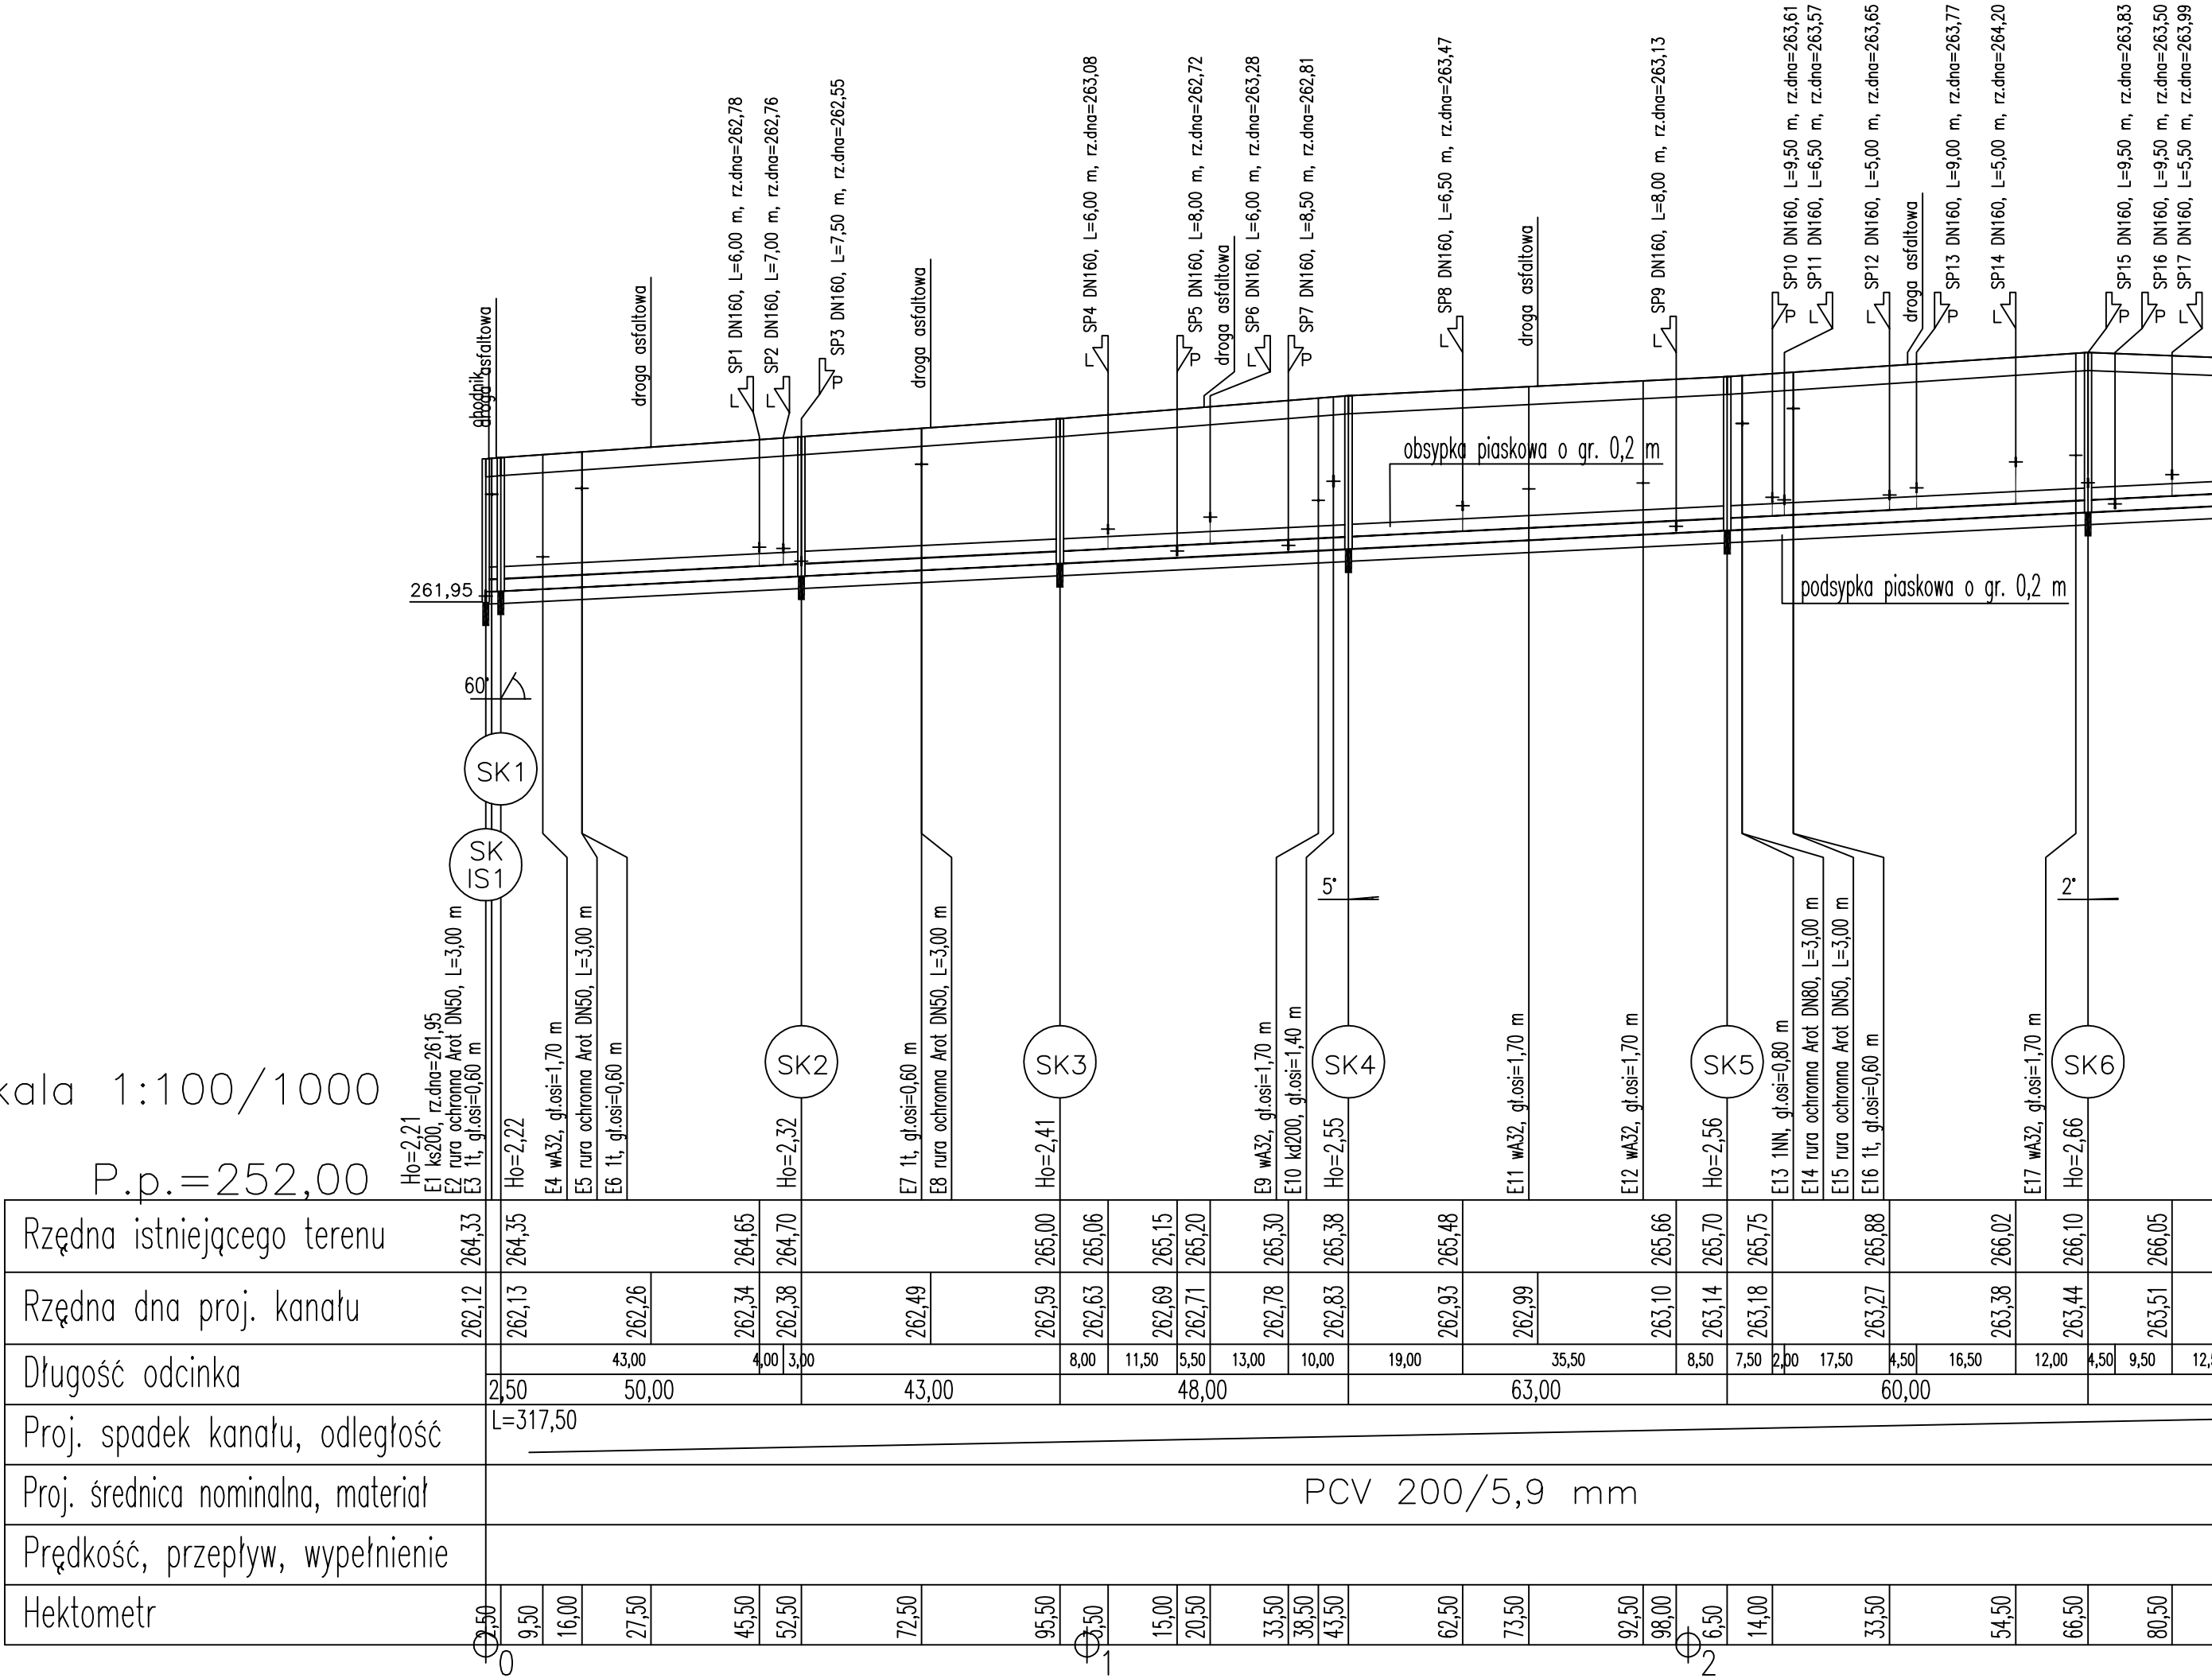 SP1 DN160, L=6,00 m, rz.dna=262,78
SP2 DN160, L=7,00 m, rz.dna=262,76
SP3 DN160, L=7,50 m, rz.dna=262,55
SP4 DN160, L=6,00 m, rz.dna=263,08
SP5 DN160, L=8,00 m, rz.dna=262,72
SP6 DN160, L=6,00 m, rz.dna=263,28
SP7 DN160, L=8,50 m, rz.dna=262,81
SP8 DN160, L=6,50 m, rz.dna=263,47
SP9 DN160, L=8,00 m, rz.dna=263,13
SP10 DN160, L=9,50 m, rz.dna=263,61
SP11 DN160, L=6,50 m, rz.dna=263,57
SP12 DN160, L=5,00 m, rz.dna=263,65
SP13 DN160, L=9,00 m, rz.dna=263,77
SP14 DN160, L=5,00 m, rz.dna=264,20
SP15 DN160, L=9,50 m, rz.dna=263,83
SP16 DN160, L=9,50 m, rz.dna=263,50
SP17 DN160, L=5,50 m, rz.dna=263,99
chodnik
droga asfaltowa
droga asfaltowa
droga asfaltowa
droga asfaltowa
droga asfaltowa
droga asfaltowa
L L P L P L P L L P L L P L P P L
obsypka piaskowa o gr. 0,2 m
podsypka piaskowa o gr. 0,2 m
261,95
60°
5°
2°
SK1
SK
IS1
SK2
SK3
SK4
SK5
SK6
kala 1:100/1000
P.p.=252,00
Ho=2,21
E1 ks200, rz.dna=261,95
E2 rura ochronna Arot DN50, L=3,00 m
E3 1t, gł.osi=0,60 m
Ho=2,22
E4 wA32, gł.osi=1,70 m
E5 rura ochronna Arot DN50, L=3,00 m
E6 1t, gł.osi=0,60 m
Ho=2,32
E7 1t, gł.osi=0,60 m
E8 rura ochronna Arot DN50, L=3,00 m
Ho=2,41
E9 wA32, gł.osi=1,70 m
E10 kd200, gł.osi=1,40 m
Ho=2,55
E11 wA32, gł.osi=1,70 m
E12 wA32, gł.osi=1,70 m
Ho=2,56
E13 1NN, gł.osi=0,80 m
E14 rura ochronna Arot DN80, L=3,00 m
E15 rura ochronna Arot DN50, L=3,00 m
E16 1t, gł.osi=0,60 m
E17 wA32, gł.osi=1,70 m
Ho=2,66
Rzędna istniejącego terenu 264,33 264,35 264,65 264,70 265,00 265,06 265,15 265,20 265,30 265,38 265,48 265,66 265,70 265,75 265,88 266,02 266,10 266,05
Rzędna dna proj. kanału 262,12 262,13 262,26 262,34 262,38 262,49 262,59 262,63 262,69 262,71 262,78 262,83 262,93 262,99 263,10 263,14 263,18 263,27 263,38 263,44 263,51
Długość odcinka
43,00 4,00 3,00 8,00 11,50 5,50 13,00 10,00 19,00 35,50 8,50 7,50 2,00 17,50 4,50 16,50 12,00 4,50 9,50
2,50 50,00 43,00 48,00 63,00 60,00
Proj. spadek kanału, odległość L=317,50
Proj. średnica nominalna, materiał PCV 200/5,9 mm
Prędkość, przepływ, wypełnienie
Hektometr 2,50 9,50 16,00 27,50 45,50 52,50 72,50 95,50 3,50 15,00 20,50 33,50 38,50 43,50 62,50 73,50 92,50 98,00 6,50 14,00 33,50 54,50 66,50 80,50
0 1 2